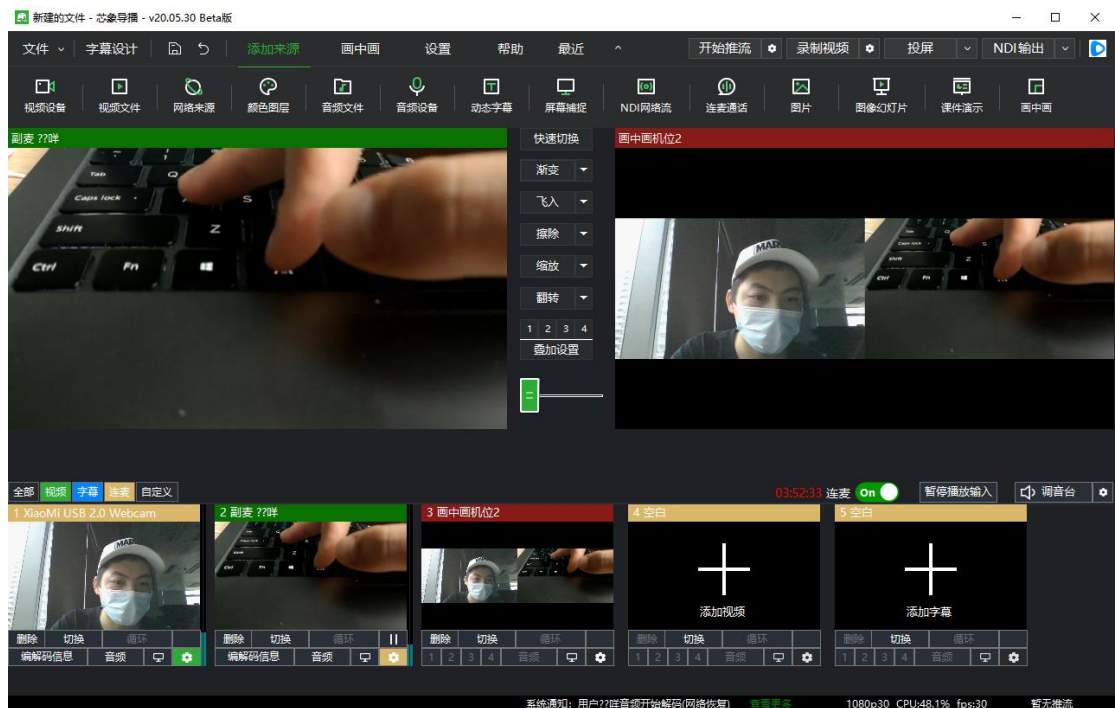 新建的文件 - 芯象导播 - v20.05.30 Beta版
文件 字幕设计 添加来源 画中画 设置 帮助 最近 开始推流 录制视频 投屏 NDI输出
视频设备 视频文件 网络来源 颜色图层 音频文件 音频设备 动态字幕 屏幕捕捉 NDI网络流 连麦通话 图片 图像幻灯片 课件演示 画中画
副麦 ??咩 快速切换 画中画机位2
渐变
飞入
擦除
缩放
翻转
1 2 3 4
叠加设置
Tab Q
Caps lock A S
Shift Z
Ctrl Fn
全部 视频 字幕 连麦 自定义 03:52:33 连麦 On 暂停播放输入 调音台
1 XiaoMI USB 2.0 Webcam 2 副麦 ??咩 3 画中画机位2 4 空白 5 空白
添加视频 添加字幕
删除 切换 循环 删除 切换 循环 删除 切换 循环 删除 切换 循环 删除 切换 循环
编解码信息 音频 编解码信息 音频 1 2 3 4 音频 1 2 3 4 音频 1 2 3 4 音频
系统通知：用户??咩音频开始解码(网络恢复) 查看更多 1080p30 CPU:48.1% fps:30 暂无推流